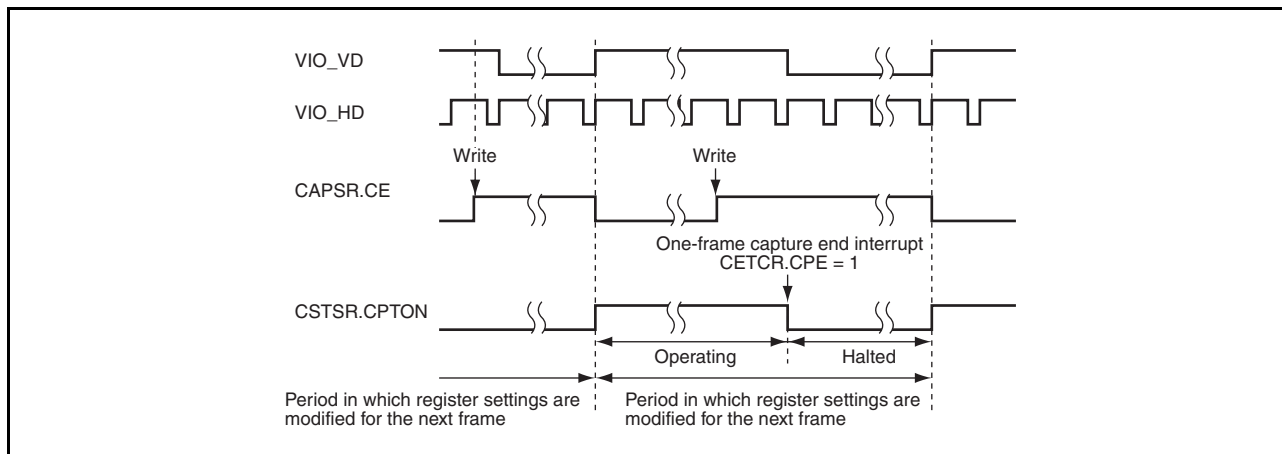 VIO_VD
VIO_HD
Write
Write
CAPSR.CE
One-frame capture end interrupt
CETCR.CPE = 1
CSTSR.CPTON
Operating
Halted
Period in which register settings are
modified for the next frame
Period in which register settings are
modified for the next frame